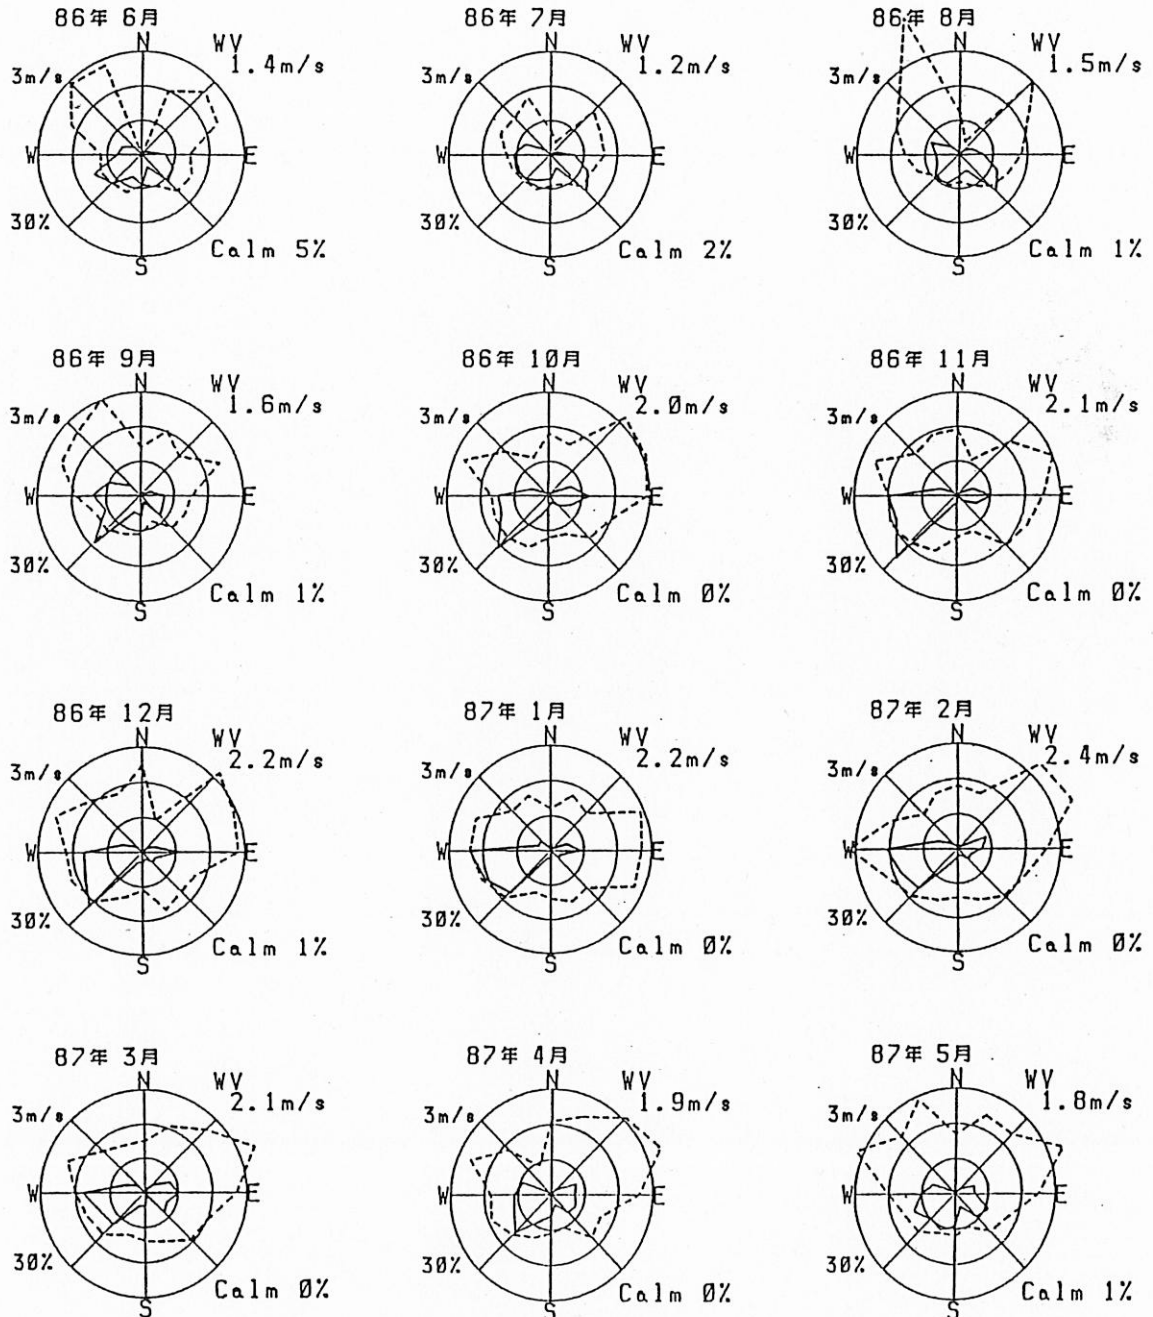 86年 6月
N
WV
1.4m/s
3m/s
W
E
30%
Calm 5%
S
86年 7月
N
WV
1.2m/s
3m/s
W
E
30%
Calm 2%
S
86年 8月
N
WV
1.5m/s
3m/s
W
E
30%
Calm 1%
S
86年 9月
N
WV
1.6m/s
3m/s
W
E
30%
Calm 1%
S
86年 10月
N
WV
2.0m/s
3m/s
W
E
30%
Calm 0%
S
86年 11月
N
WV
2.1m/s
3m/s
W
E
30%
Calm 0%
S
86年 12月
N
WV
2.2m/s
3m/s
W
E
30%
Calm 1%
S
87年 1月
N
WV
2.2m/s
3m/s
W
E
30%
Calm 0%
S
87年 2月
N
WV
2.4m/s
3m/s
W
E
30%
Calm 0%
S
87年 3月
N
WV
2.1m/s
3m/s
W
E
30%
Calm 0%
S
87年 4月
N
WV
1.9m/s
3m/s
W
E
30%
Calm 0%
S
87年 5月
N
WV
1.8m/s
3m/s
W
E
30%
Calm 1%
S